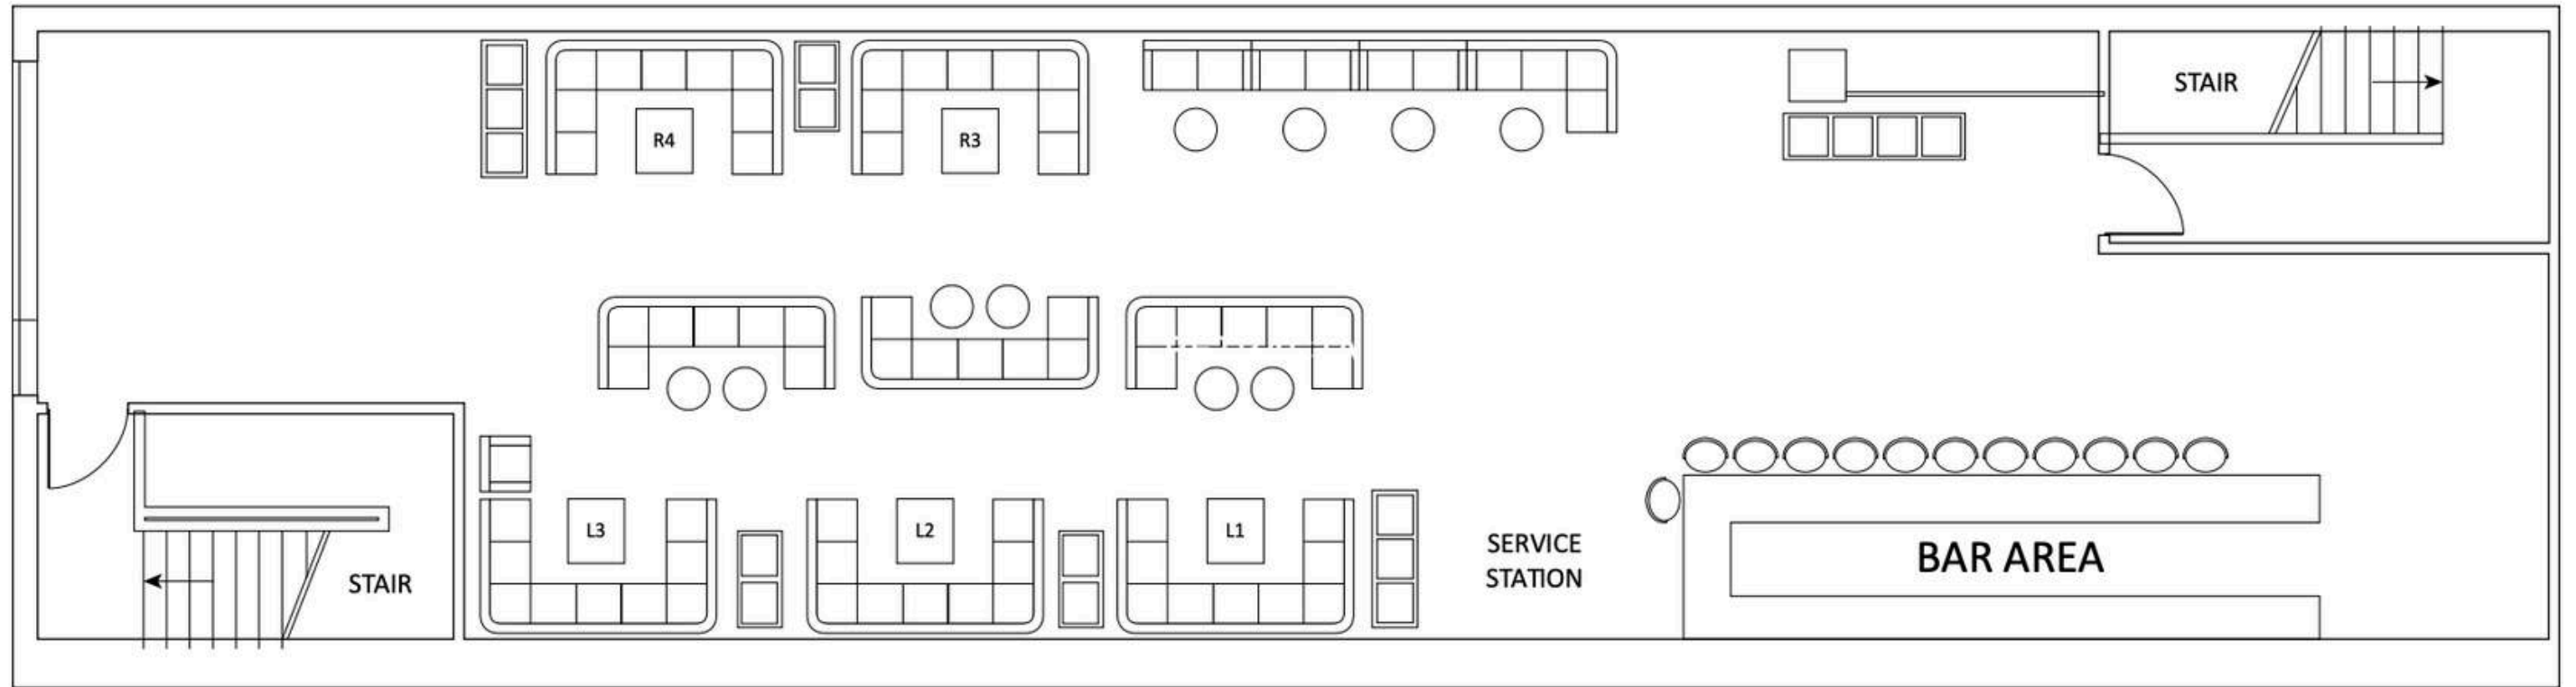 STAIR
R4
R3
L3
L2
L1
SERVICE
STATION
BAR AREA
STAIR